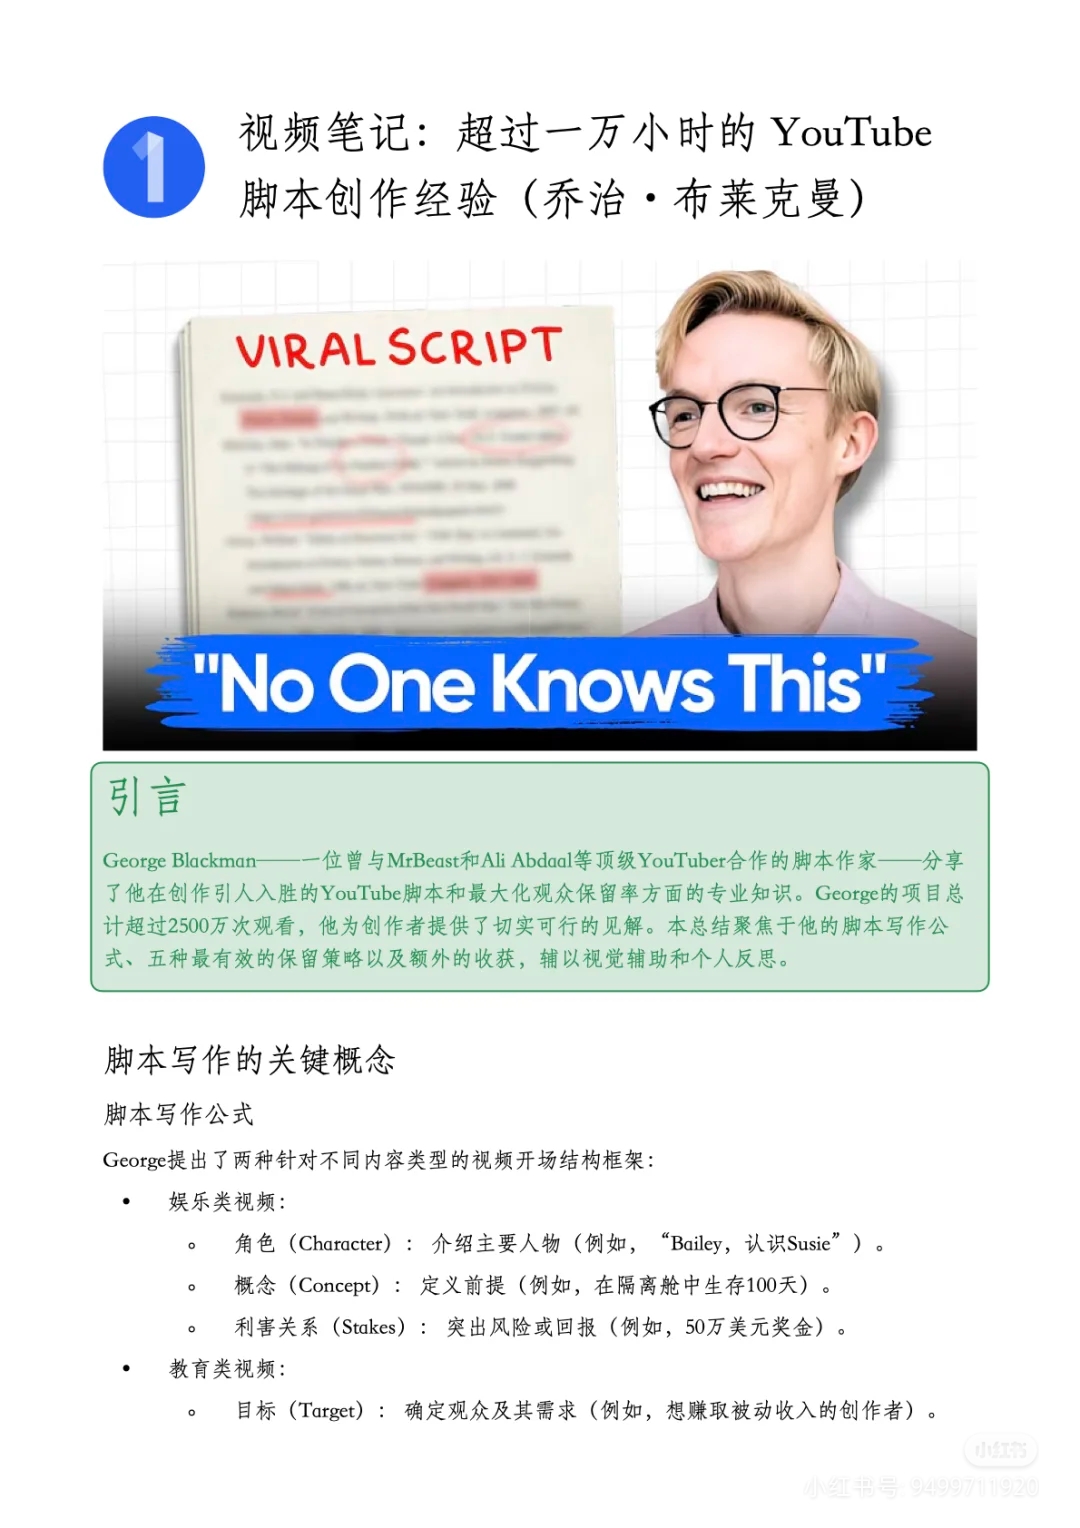 1
视频笔记：超过一万小时的 YouTube
脚本创作经验（乔治·布莱克曼）
VIRAL SCRIPT
"No One Knows This"
引言
George Blackman——一位曾与MrBeast和Ali Abdaal等顶级YouTuber合作的脚本作家——分享
了他在创作引人入胜的YouTube脚本和最大化观众保留率方面的专业知识。George的项目总
计超过2500万次观看，他为创作者提供了切实可行的见解。本总结聚焦于他的脚本写作公
式、五种最有效的保留策略以及额外的收获，辅以视觉辅助和个人反思。
脚本写作的关键概念
脚本写作公式
George提出了两种针对不同内容类型的视频开场结构框架：
• 娱乐类视频：
◦ 角色（Character）： 介绍主要人物（例如，“Bailey，认识Susie”）。
◦ 概念（Concept）： 定义前提（例如，在隔离舱中生存100天）。
◦ 利害关系（Stakes）： 突出风险或回报（例如，50万美元奖金）。
• 教育类视频：
◦ 目标（Target）： 确定观众及其需求（例如，想赚取被动收入的创作者）。
小红书
小红书号: 9499711920